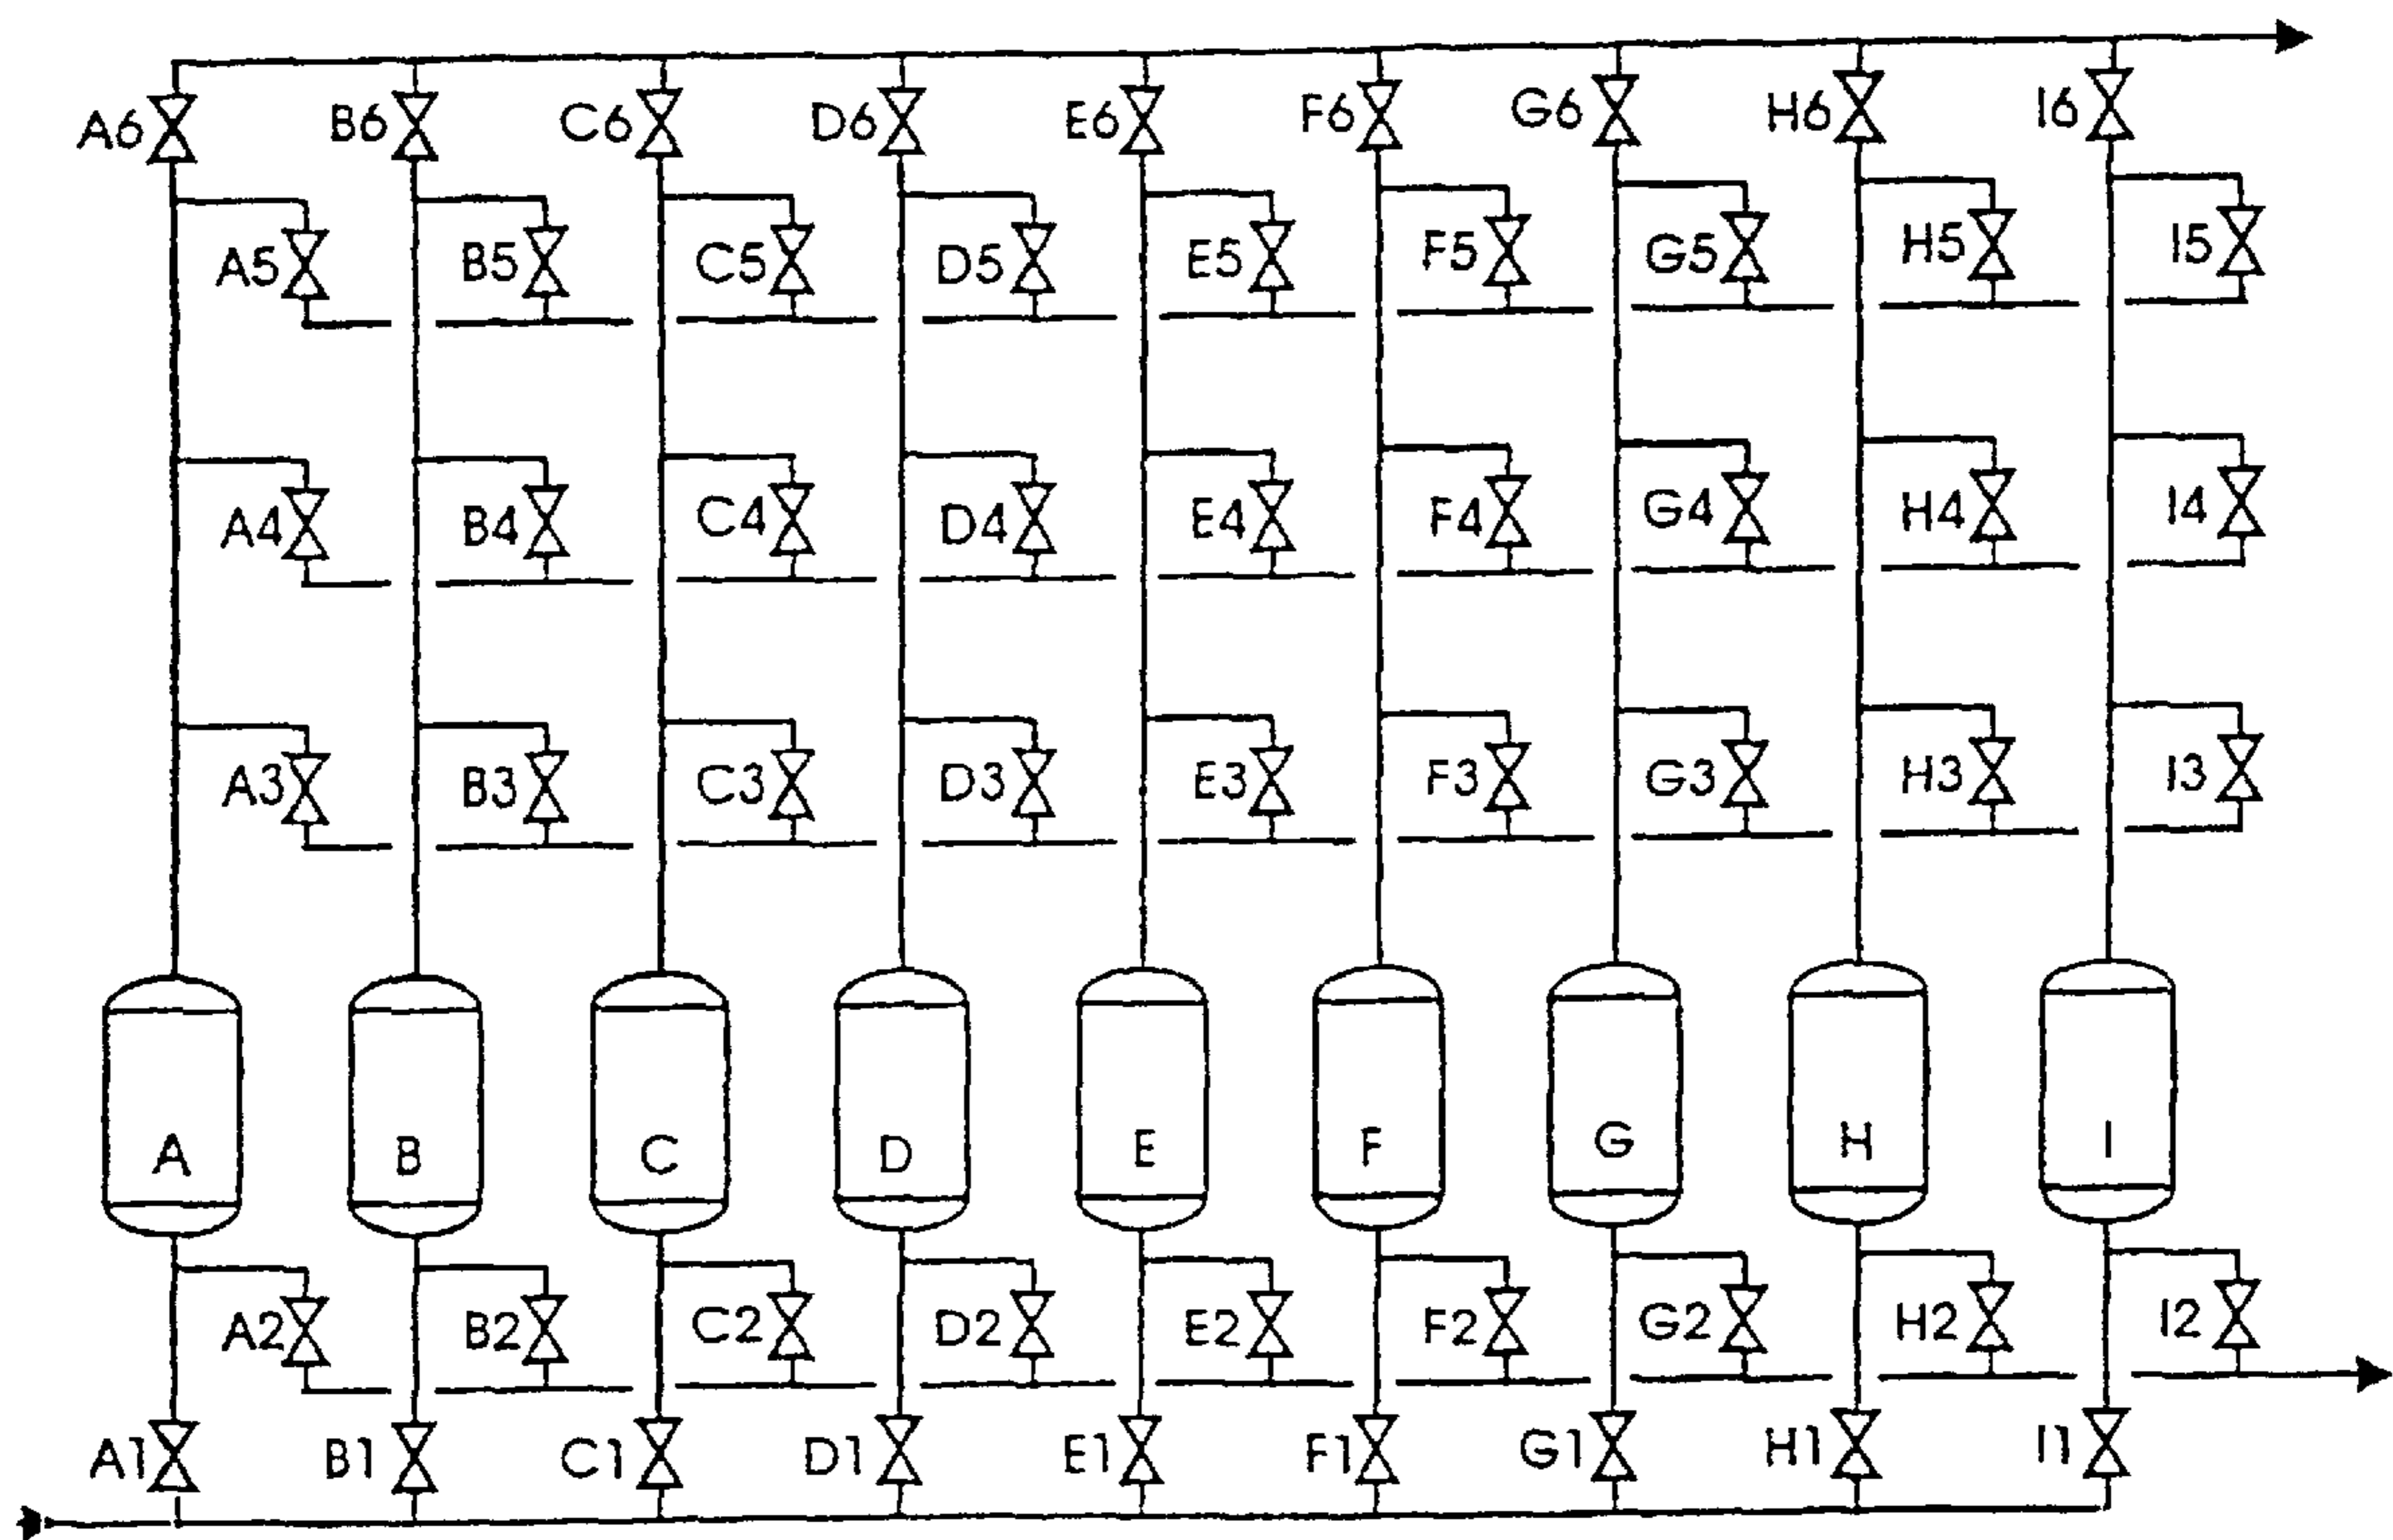 A6 B6 C6 D6 E6 F6 G6 H6 I6
A5 B5 C5 D5 E5 F5 G5 H5 I5
A4 B4 C4 D4 E4 F4 G4 H4 I4
A3 B3 C3 D3 E3 F3 G3 H3 I3
A B C D E F G H I
A2 B2 C2 D2 E2 F2 G2 H2 I2
A1 B1 C1 D1 E1 F1 G1 H1 I1